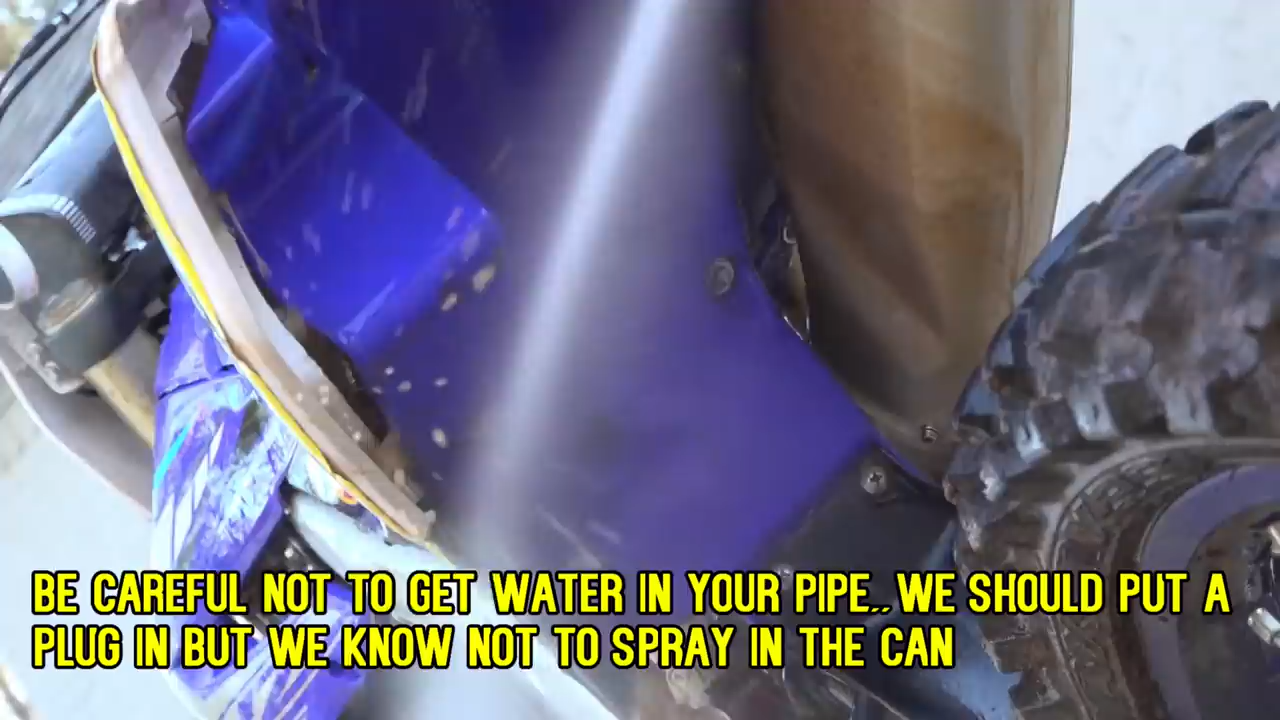 BE CAREFUL NOT TO GET WATER IN YOUR PIPE.. WE SHOULD PUT A
PLUG IN BUT WE KNOW NOT TO SPRAY IN THE CAN